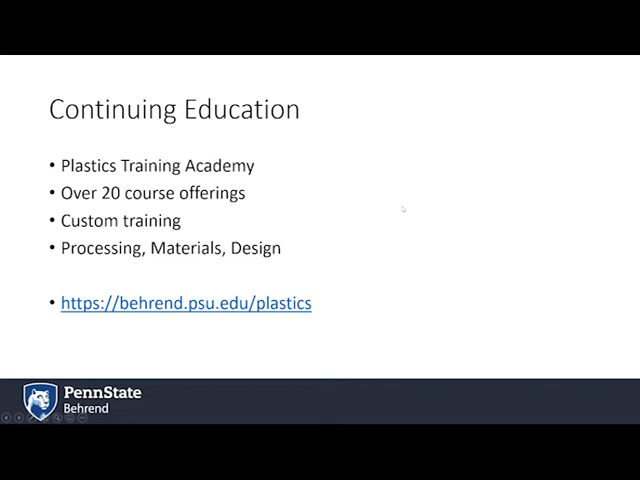 Continuing Education
• Plastics Training Academy
• Over 20 course offerings
• Custom training
• Processing, Materials, Design
• https://behrend.psu.edu/plastics
PennState
Behrend